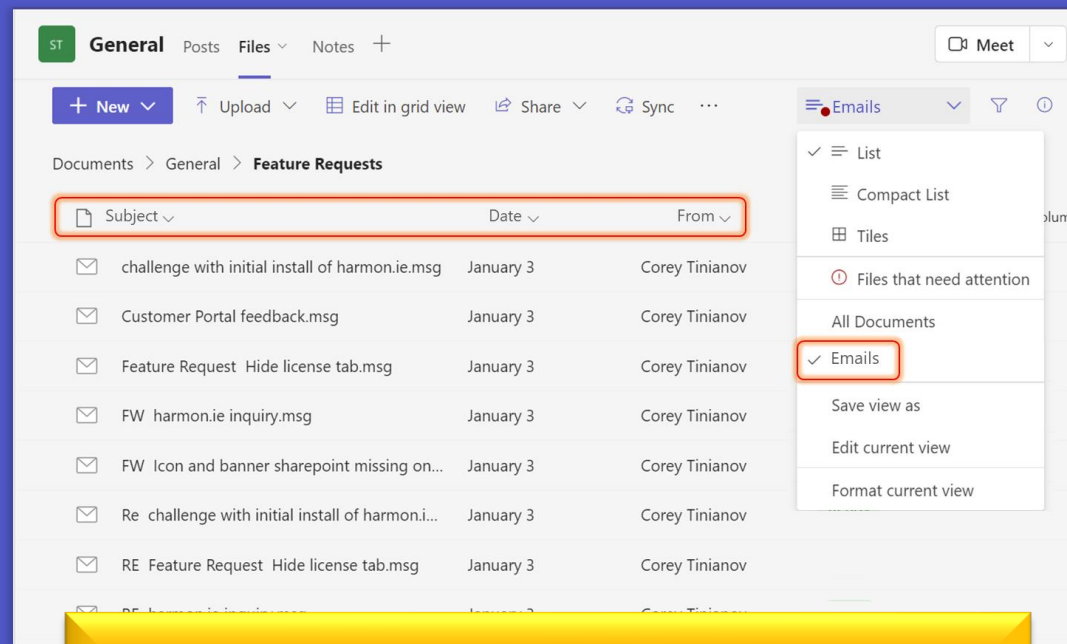 ST General Posts Files Notes Meet
New Upload Edit in grid view Share Sync ... Emails
Documents > General > Feature Requests
Subject Date From
challenge with initial install of harmon.ie.msg January 3 Corey Tinianov
Customer Portal feedback.msg January 3 Corey Tinianov
Feature Request Hide license tab.msg January 3 Corey Tinianov
FW harmon.ie inquiry.msg January 3 Corey Tinianov
FW Icon and banner sharepoint missing on... January 3 Corey Tinianov
Re challenge with initial install of harmon.i... January 3 Corey Tinianov
RE Feature Request Hide license tab.msg January 3 Corey Tinianov
List
Compact List
Tiles
Files that need attention
All Documents
Emails
Save view as
Edit current view
Format current view